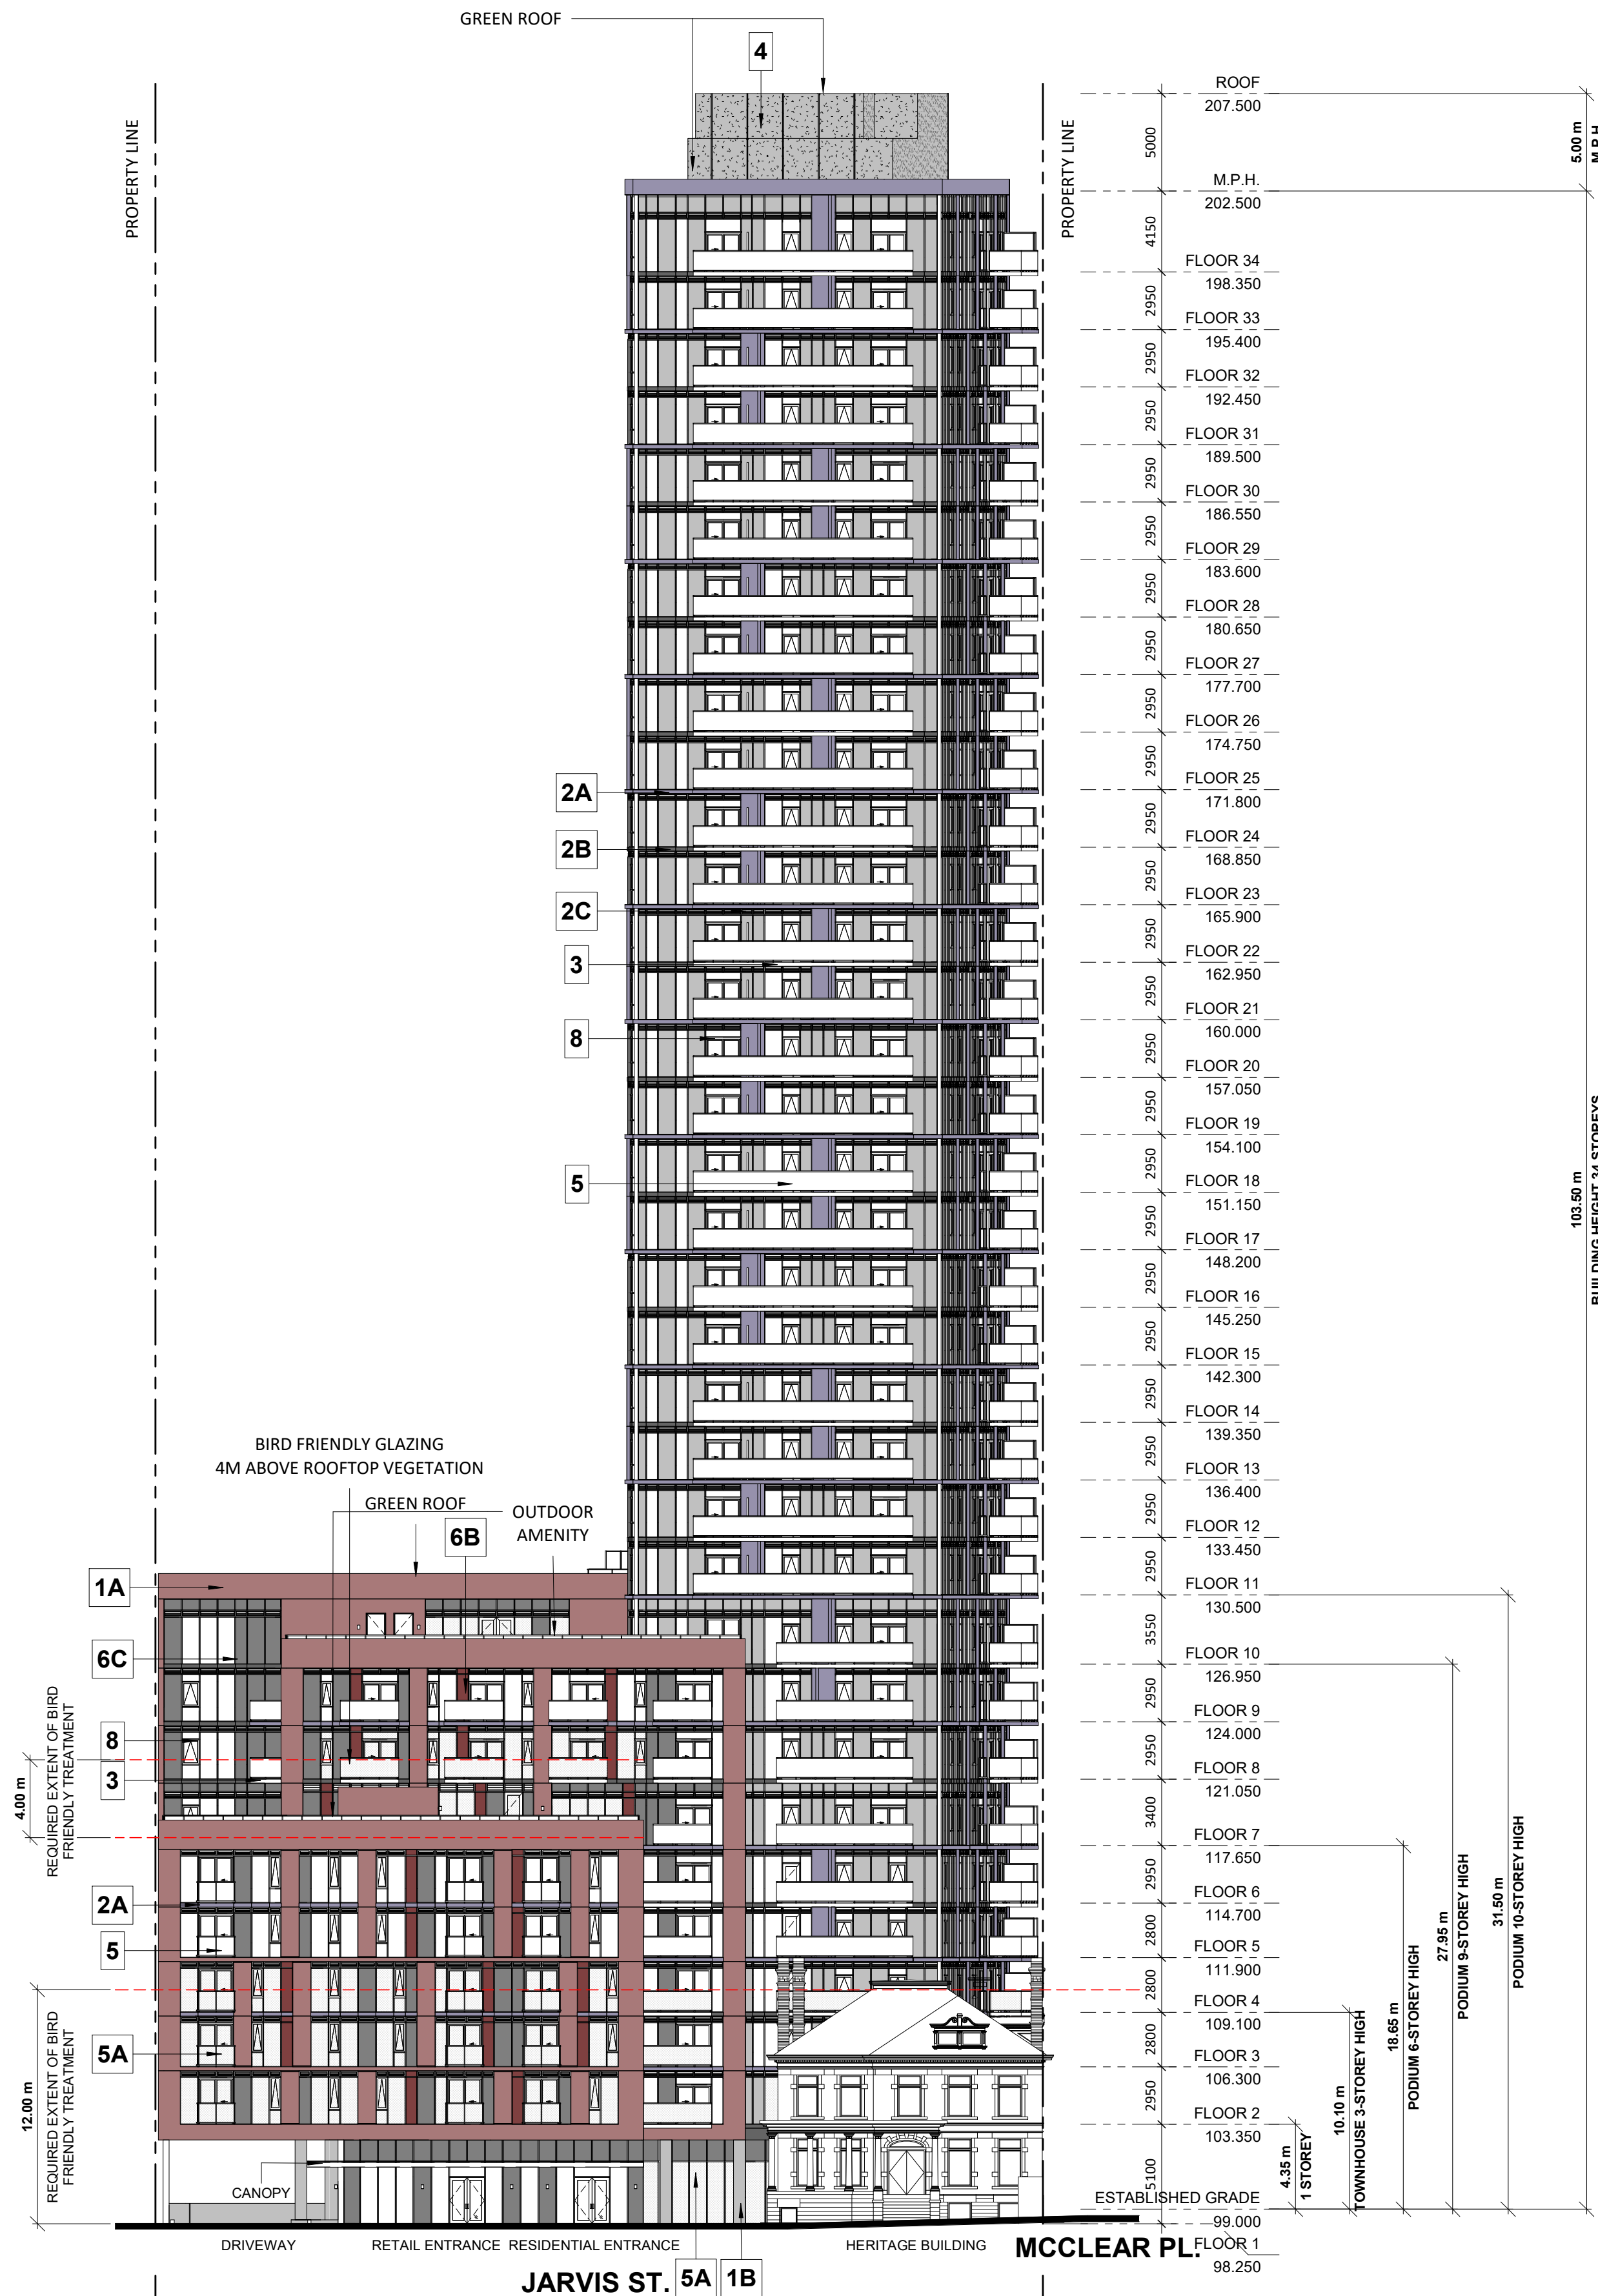 GREEN ROOF
4
PROPERTY LINE
PROPERTY LINE
ROOF
207.500
5000
5.00 m
M.P.H.
M.P.H.
202.500
4150
FLOOR 34
198.350
2950
FLOOR 33
195.400
2950
FLOOR 32
192.450
2950
FLOOR 31
189.500
2950
FLOOR 30
186.550
2950
FLOOR 29
183.600
2950
FLOOR 28
180.650
2950
FLOOR 27
177.700
2950
FLOOR 26
174.750
2950
FLOOR 25
171.800
2950
FLOOR 24
168.850
2950
FLOOR 23
165.900
2950
FLOOR 22
162.950
2950
FLOOR 21
160.000
2950
FLOOR 20
157.050
2950
FLOOR 19
154.100
2950
FLOOR 18
151.150
2950
FLOOR 17
148.200
2950
FLOOR 16
145.250
2950
FLOOR 15
142.300
2950
FLOOR 14
139.350
2950
FLOOR 13
136.400
2950
FLOOR 12
133.450
2950
FLOOR 11
130.500
3550
FLOOR 10
126.950
2950
FLOOR 9
124.000
2950
FLOOR 8
121.050
3400
FLOOR 7
117.650
2950
FLOOR 6
114.700
2800
FLOOR 5
111.900
2800
FLOOR 4
109.100
2800
FLOOR 3
106.300
2950
FLOOR 2
103.350
5100
ESTABLISHED GRADE
99.000
FLOOR 1
98.250
103.50 m
BUILDING HEIGHT 34 STOREYS
31.50 m
PODIUM 10-STOREY HIGH
27.95 m
PODIUM 9-STOREY HIGH
18.65 m
PODIUM 6-STOREY HIGH
10.10 m
TOWNHOUSE 3-STOREY HIGH
4.35 m
1 STOREY
2A
2B
2C
3
8
5
BIRD FRIENDLY GLAZING
4M ABOVE ROOFTOP VEGETATION
GREEN ROOF
OUTDOOR
AMENITY
6B
1A
6C
8
3
4.00 m
REQUIRED EXTENT OF BIRD
FRIENDLY TREATMENT
2A
5
5A
12.00 m
REQUIRED EXTENT OF BIRD
FRIENDLY TREATMENT
CANOPY
DRIVEWAY
RETAIL ENTRANCE
RESIDENTIAL ENTRANCE
HERITAGE BUILDING
MCCLEAR PL.
JARVIS ST.
5A
1B